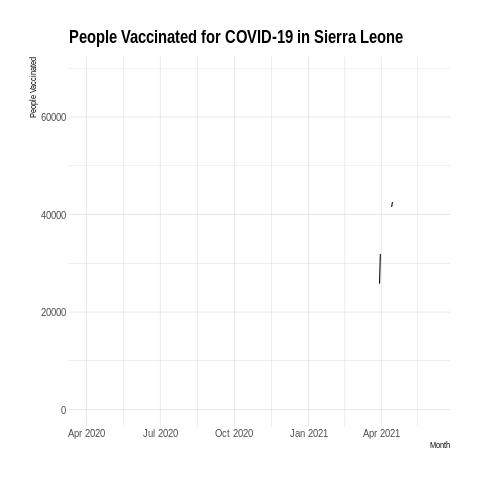 People Vaccinated for COVID-19 in Sierra Leone
People Vaccinated
60000
40000
20000
0
Apr 2020 Jul 2020 Oct 2020 Jan 2021 Apr 2021
Month